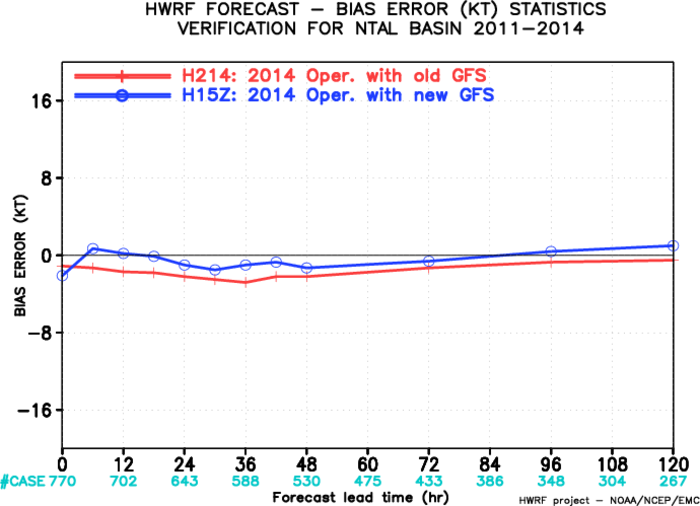 HWRF FORECAST – BIAS ERROR (KT) STATISTICS
VERIFICATION FOR NTAL BASIN 2011–2014
H214: 2014 Oper. with old GFS
H15Z: 2014 Oper. with new GFS
BIAS ERROR (KT)
16
8
0
–8
–16
0 12 24 36 48 60 72 84 96 108 120
#CASE 770 702 643 588 530 475 433 386 348 304 267
Forecast lead time (hr)
HWRF project – NOAA/NCEP/EMC